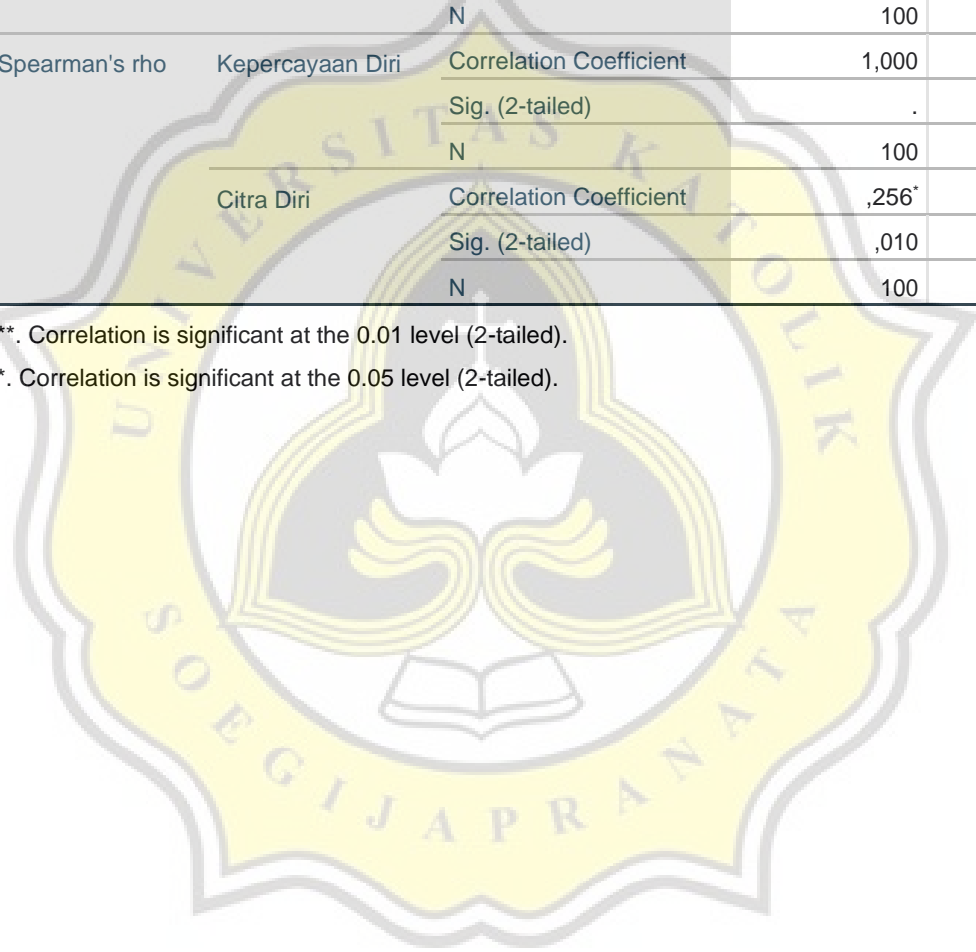 N 100
Spearman's rho Kepercayaan Diri Correlation Coefficient 1,000
Sig. (2-tailed) .
N 100
Citra Diri Correlation Coefficient ,256*
Sig. (2-tailed) ,010
N 100
**. Correlation is significant at the 0.01 level (2-tailed).
*. Correlation is significant at the 0.05 level (2-tailed).
UNIVERSITAS KATOLIK
SOEGIJAPRANATA